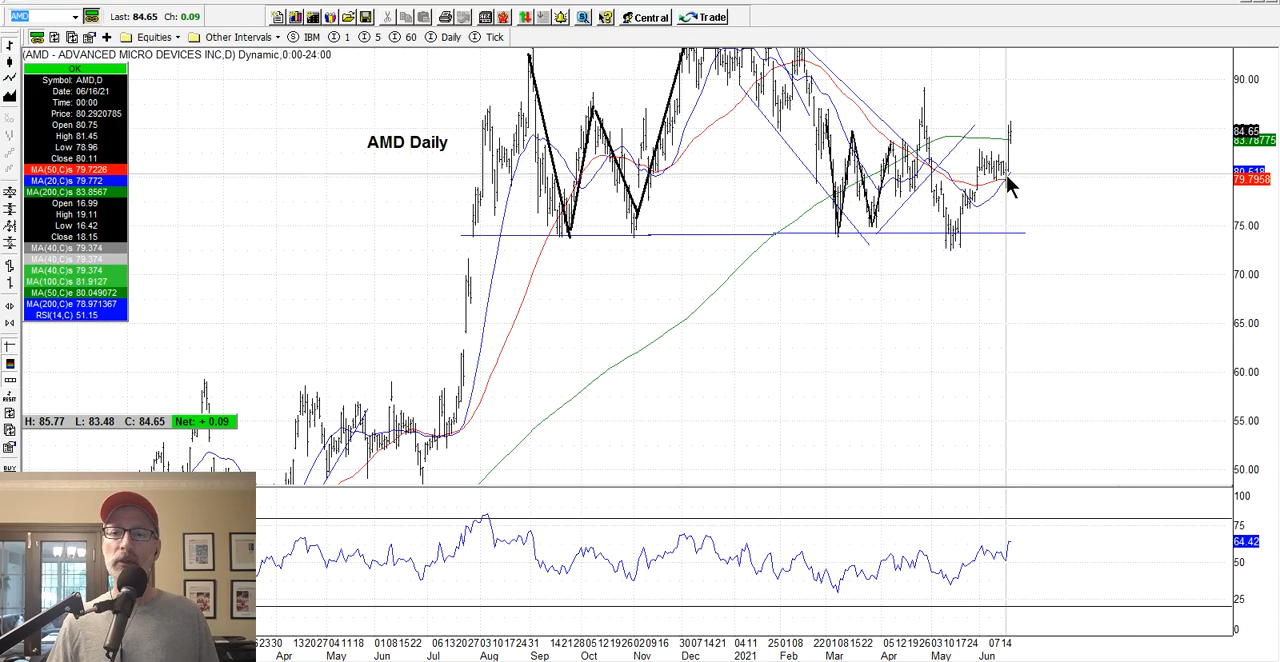 AMD Last: 84.65 Ch: 0.09 Central Trade
Equities Other Intervals IBM 1 5 60 Daily Tick
(AMD - ADVANCED MICRO DEVICES INC,D) Dynamic,0:00-24:00
OK
Symbol: AMD,D
Date: 06/16/21
Time: 00:00
Price: 80.2920785
Open 80.75
High 81.45
Low 78.96
Close 80.11
MA(50,C)s 79.7226
MA(20,C)s 79.772
MA(200,C)s 83.8567
Open 16.99
High 19.11
Low 16.42
Close 18.15
MA(40,C)s 79.374
MA(40,C)s 79.374
MA(40,C)s 79.374
MA(100,C)s 81.9127
MA(50,C)e 80.049072
MA(200,C)e 78.971367
RSI(14,C) 51.15
AMD Daily
90.00
84.65
83.78775
79.7958
75.00
70.00
65.00
60.00
55.00
50.00
H: 85.77 L: 83.48 C: 84.65 Net: + 0.09
RESET
BUY
100
75
64.42
50
25
0
Apr May Jun Jul Aug Sep Oct Nov Dec 2021 Feb Mar Apr May Jun